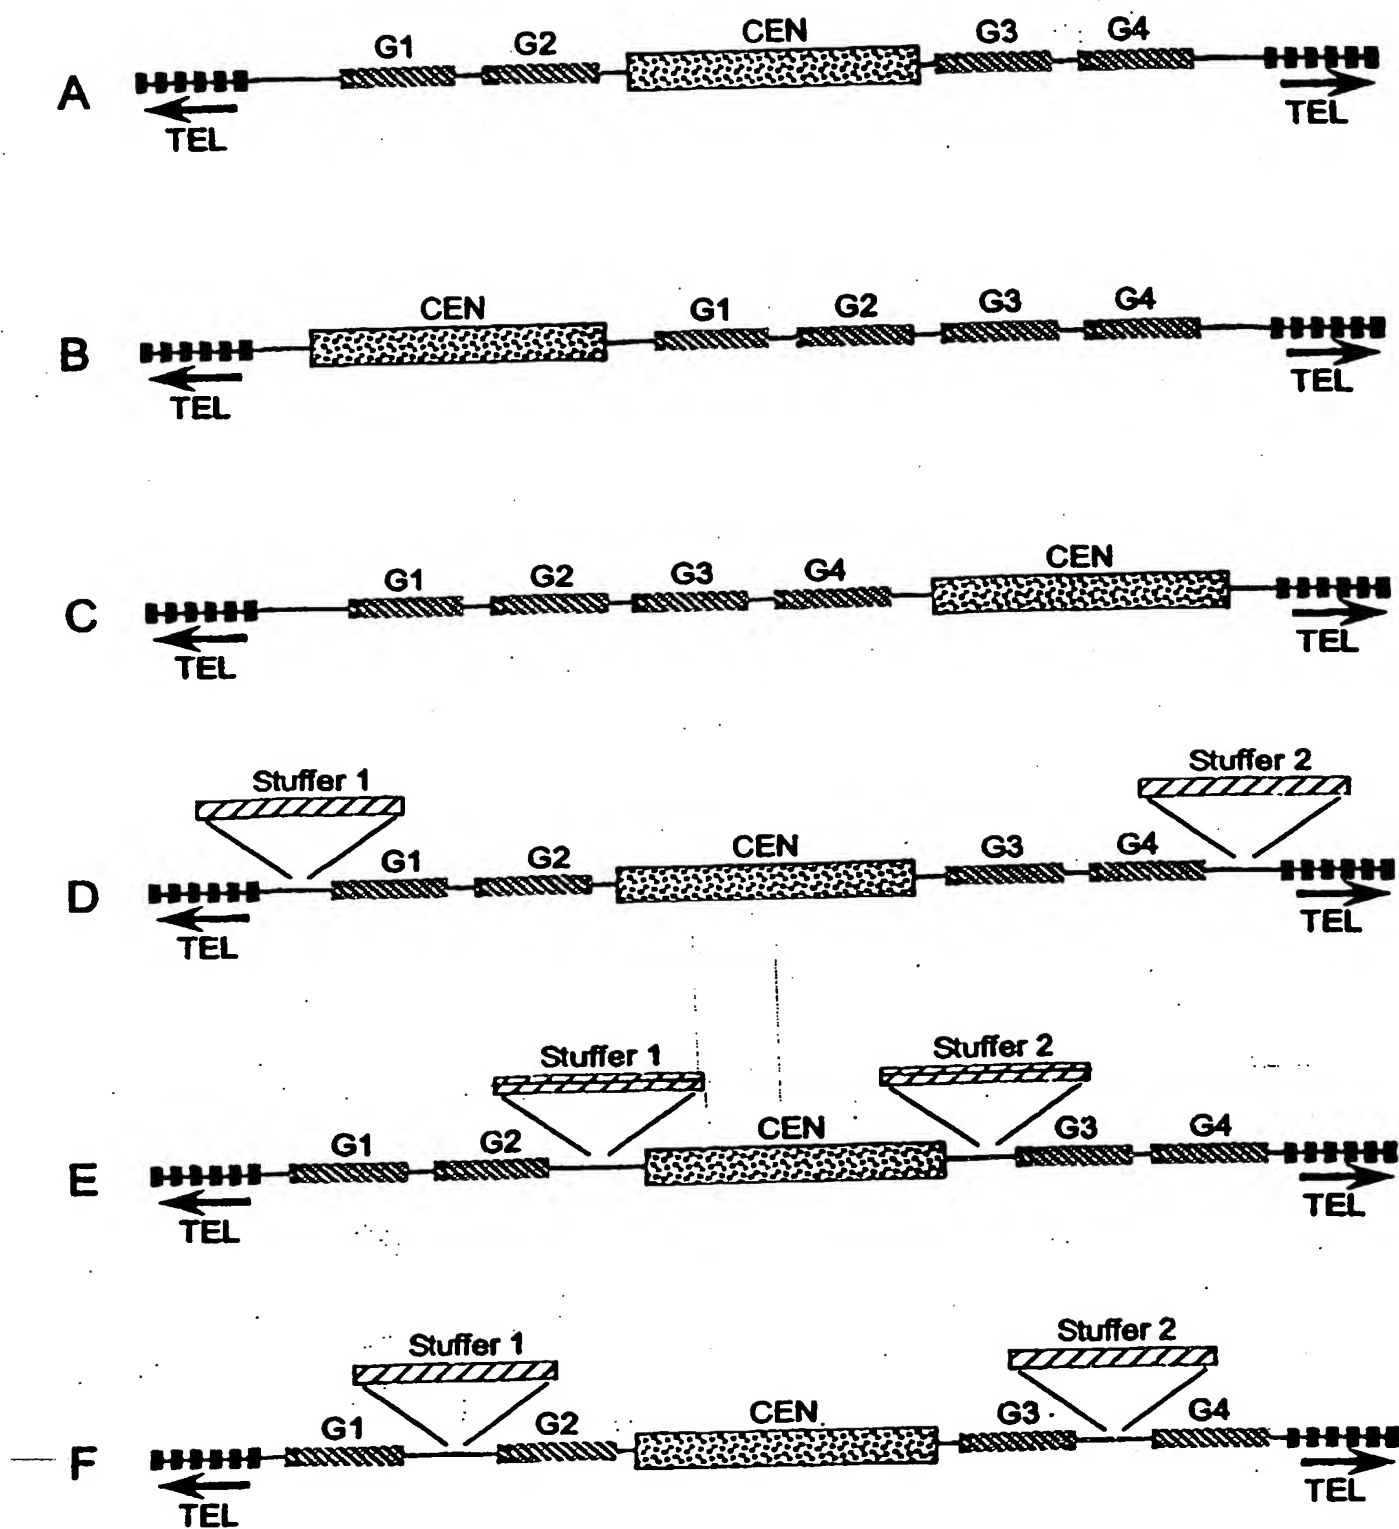 G1 G2 CEN G3 G4
A
TEL TEL
CEN G1 G2 G3 G4
B
TEL TEL
G1 G2 G3 G4 CEN
C
TEL TEL
Stuffer 1 Stuffer 2
G1 G2 CEN G3 G4
D
TEL TEL
Stuffer 1 Stuffer 2
G1 G2 CEN G3 G4
E
TEL TEL
Stuffer 1 Stuffer 2
G1 G2 CEN G3 G4
F
TEL TEL